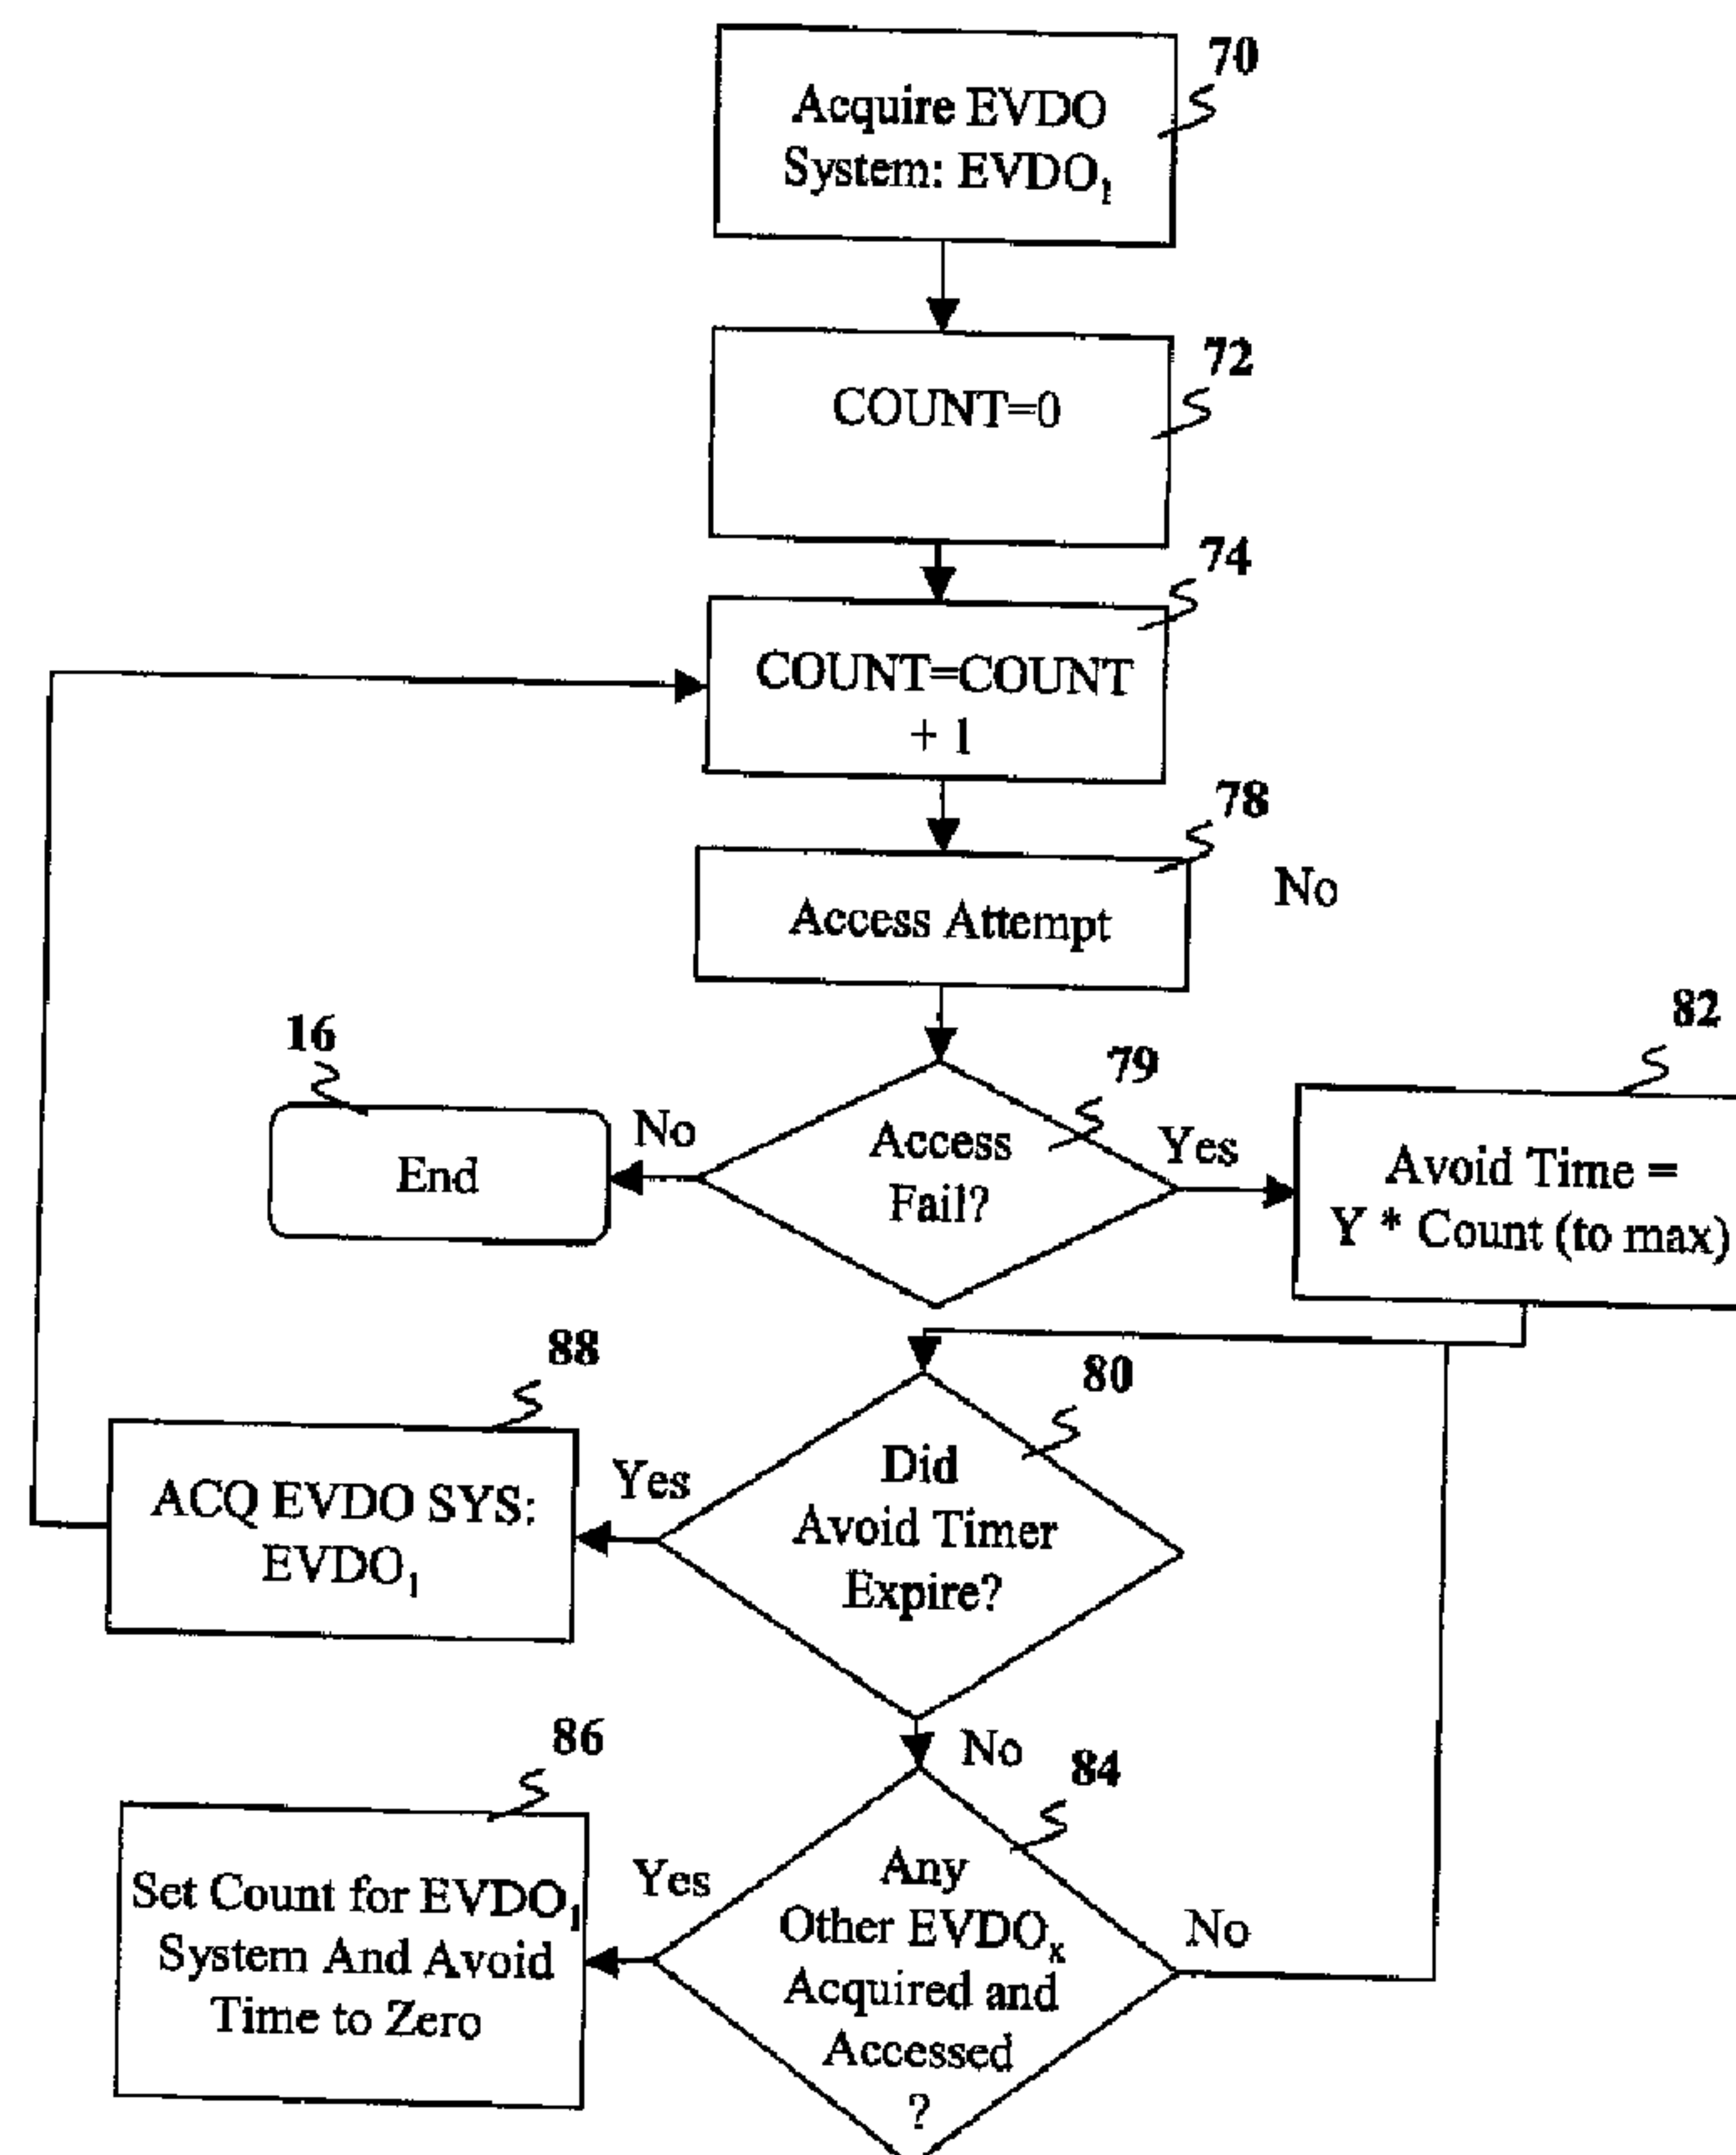 70
Acquire EVDO
System: EVDO₁
72
COUNT=0
74
COUNT=COUNT
+ 1
78
No
Access Attempt
16
79
82
No
Yes
End
Access
Fail?
Avoid Time =
Y * Count (to max)
88
80
Yes
ACQ EVDO SYS:
EVDO₁
Did
Avoid Timer
Expire?
No
86
84
Yes
Set Count for EVDO₁
System And Avoid
Time to Zero
Any
Other EVDOₓ
Acquired and
Accessed
?
No